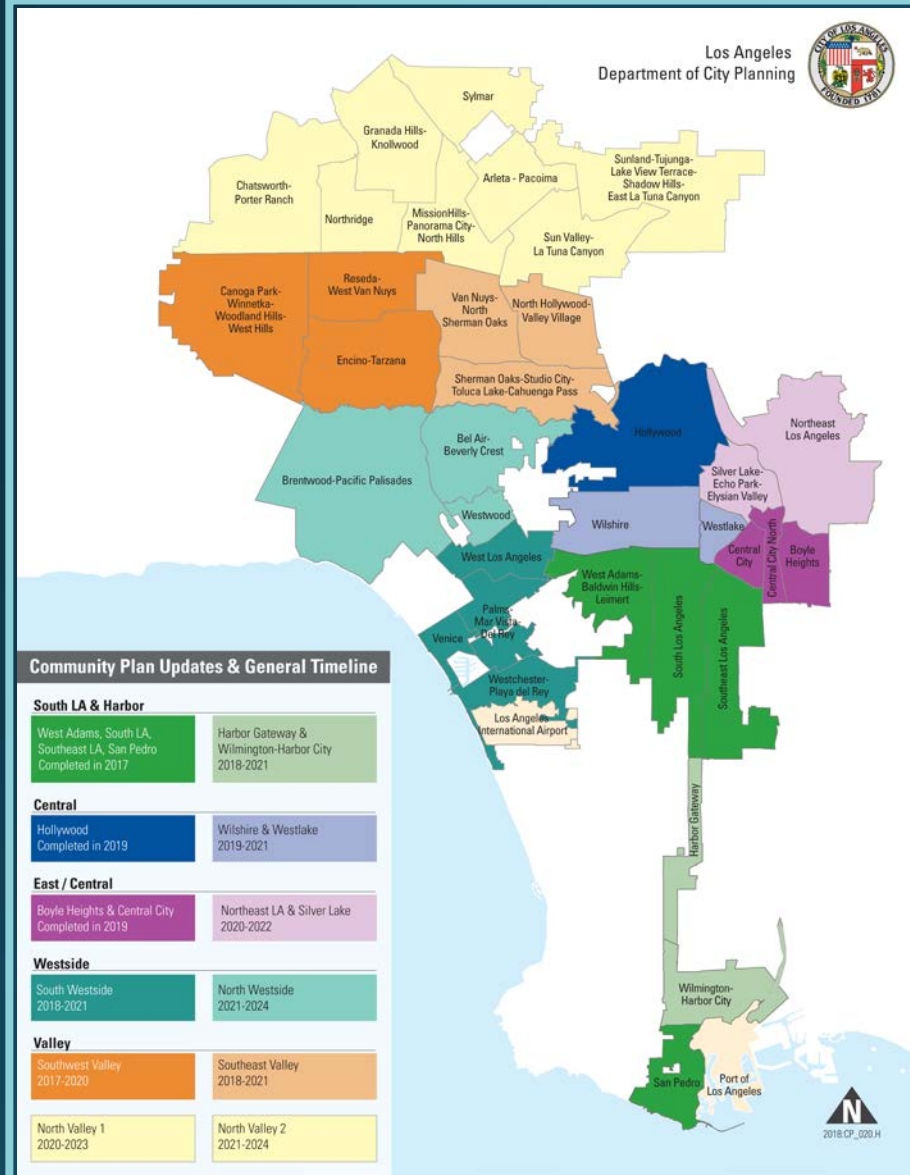 Los Angeles
Department of City Planning
CITY OF LOS ANGELES
FOUNDED 1781
Sylmar
Granada Hills-
Knollwood
Sunland-Tujunga-
Lake View Terrace-
Shadow Hills-
East La Tuna Canyon
Arleta - Pacoima
Chatsworth-
Porter Ranch
Northridge
MissionHills-
Panorama City-
North Hills
Sun Valley-
La Tuna Canyon
Canoga Park-
Winnetka-
Woodland Hills-
West Hills
Reseda-
West Van Nuys
Van Nuys-
North
Sherman Oaks
North Hollywood-
Valley Village
Encino-Tarzana
Sherman Oaks-Studio City-
Toluca Lake-Cahuenga Pass
Hollywood
Northeast
Los Angeles
Bel Air-
Beverly Crest
Brentwood-Pacific Palisades
Silver Lake-
Echo Park-
Elysian Valley
Westwood
Wilshire
Westlake
Central
City
Central City North
Boyle
Heights
West Los Angeles
West Adams-
Baldwin Hills-
Leimert
South Los Angeles
Southeast Los Angeles
Palms-
Mar Vista-
Del Rey
Venice
Westchester-
Playa del Rey
Los Angeles
International Airport
Harbor Gateway
Wilmington-
Harbor City
San Pedro
Port of
Los Angeles
Community Plan Updates & General Timeline
South LA & Harbor
West Adams, South LA,
Southeast LA, San Pedro
Completed in 2017
Harbor Gateway &
Wilmington-Harbor City
2018-2021
Central
Hollywood
Completed in 2019
Wilshire & Westlake
2019-2021
East / Central
Boyle Heights & Central City
Completed in 2019
Northeast LA & Silver Lake
2020-2022
Westside
South Westside
2018-2021
North Westside
2021-2024
Valley
Southwest Valley
2017-2020
Southeast Valley
2018-2021
North Valley 1
2020-2023
North Valley 2
2021-2024
N
2018:CP_020.H